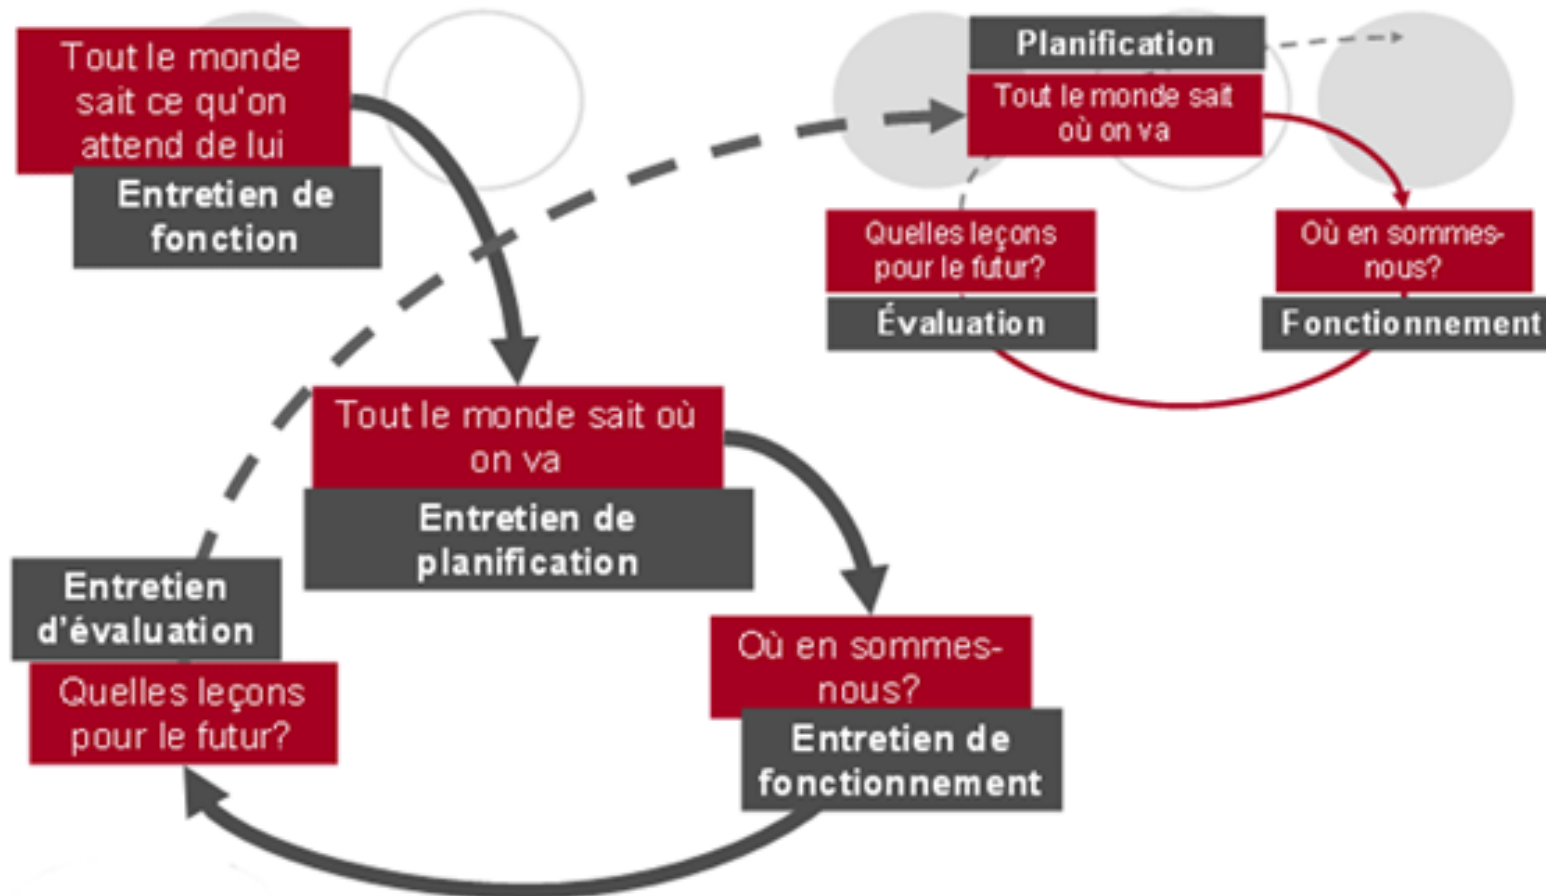 Tout le monde
sait ce qu'on
attend de lui
Entretien de
fonction
Planification
Tout le monde sait
où on va
Quelles leçons
pour le futur?
Évaluation
Où en sommes-
nous?
Fonctionnement
Tout le monde sait où
on va
Entretien de
planification
Entretien
d'évaluation
Quelles leçons
pour le futur?
Où en sommes-
nous?
Entretien de
fonctionnement